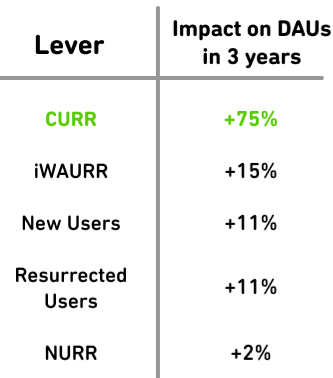 Lever
Impact on DAUs
in 3 years
CURR
+75%
iWAURR
+15%
New Users
+11%
Resurrected
Users
+11%
NURR
+2%